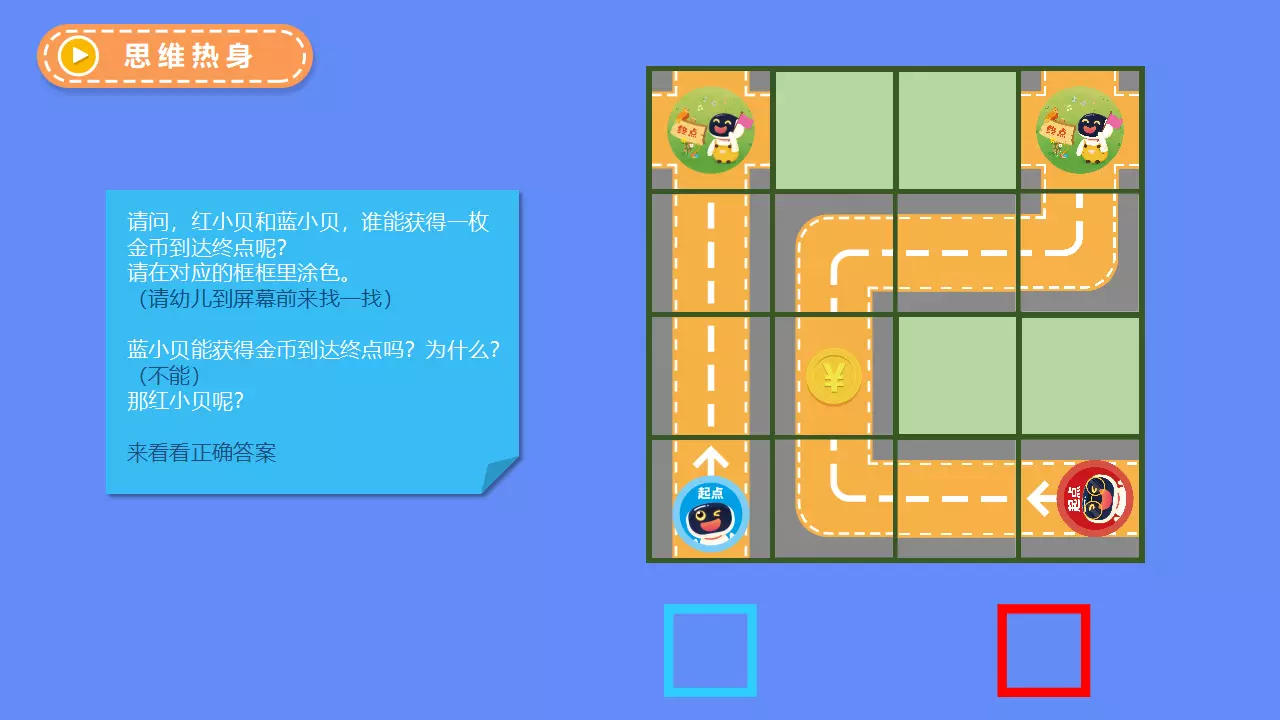 思维热身
请问，红小贝和蓝小贝，谁能获得一枚
金币到达终点呢？
请在对应的框框里涂色。
（请幼儿到屏幕前来找一找）
蓝小贝能获得金币到达终点吗？为什么？
（不能）
那红小贝呢？
来看看正确答案
终点
终点
¥
起点
起点